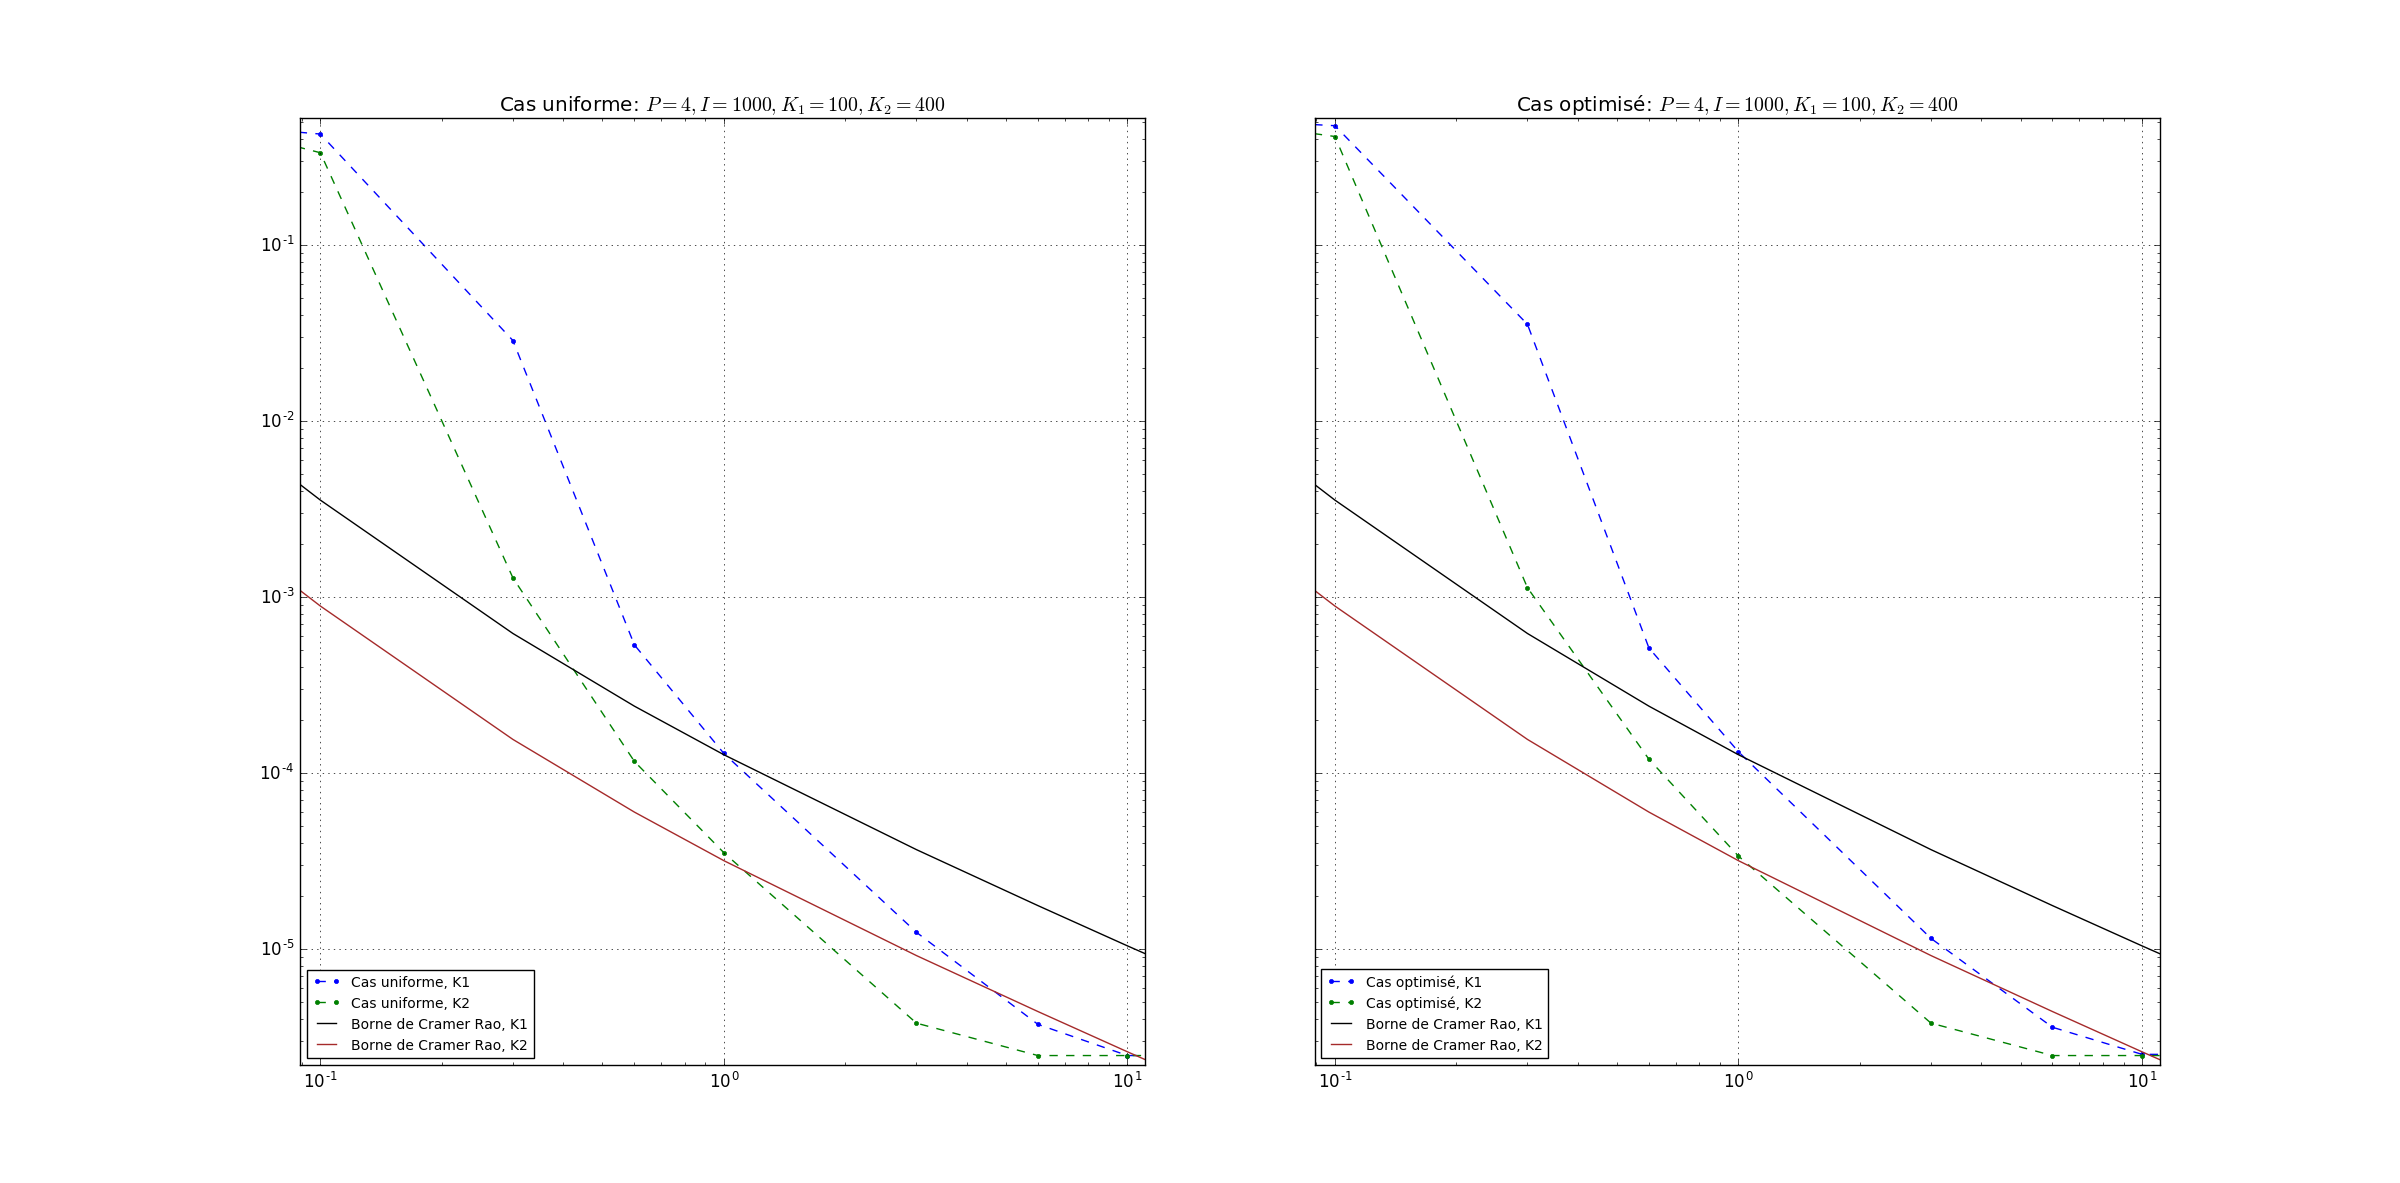 Cas uniforme: P = 4, I = 1000, K₁ = 100, K₂ = 400
10⁻¹
10⁻²
10⁻³
10⁻⁴
10⁻⁵
Cas uniforme, K1
Cas uniforme, K2
Borne de Cramer Rao, K1
Borne de Cramer Rao, K2
10⁻¹ 10⁰ 10¹
Cas optimisé: P = 4, I = 1000, K₁ = 100, K₂ = 400
Cas optimisé, K1
Cas optimisé, K2
Borne de Cramer Rao, K1
Borne de Cramer Rao, K2
10⁻¹ 10⁰ 10¹